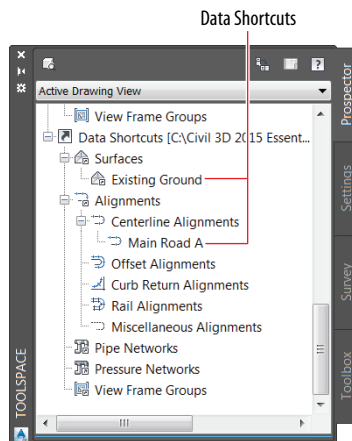 Data Shortcuts
Active Drawing View
View Frame Groups
Data Shortcuts [C:\Civil 3D 2015 Essent...
Surfaces
Existing Ground
Alignments
Centerline Alignments
Main Road A
Offset Alignments
Curb Return Alignments
Rail Alignments
Miscellaneous Alignments
Pipe Networks
Pressure Networks
View Frame Groups
Prospector
Settings
Survey
Toolbox
TOOLSPACE